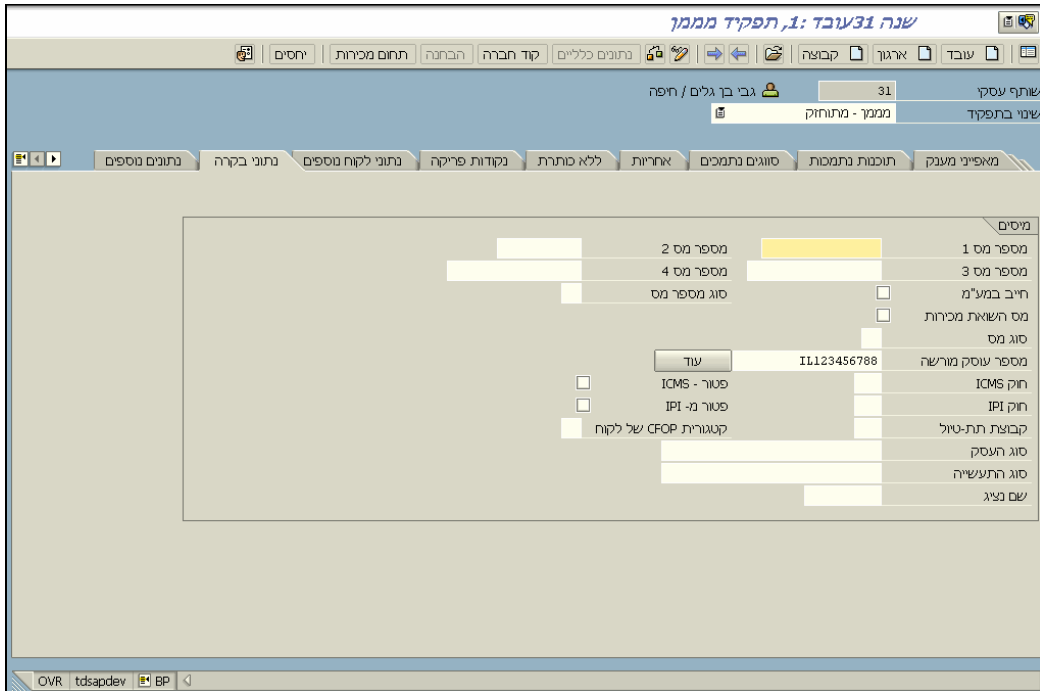 שנה 31עובד :1, תפקיד מממן
עובד ארגון קבוצה נתונים כלליים קוד חברה הבחנה תחום מכירות יחסים
שותף עסקי 31 גבי בן גלים / חיפה
שינוי בתפקיד מממן - מתוחזק
מאפייני מענק תוכנות נתמכות סווגים נתמכים אחריות ללא כותרת נקודות פריקה נתוני לקוח נוספים נתוני בקרה נתונים נוספים
מיסים
מספר מס 1 מספר מס 2
מספר מס 3 מספר מס 4
חייב במע"מ סוג מספר מס
מס השואת מכירות
סוג מס
מספר עוסק מורשה IL123456788 עוד
חוק ICMS פטור - ICMS
חוק IPI פטור מ- IPI
קבוצת תת-טיול קטגורית CFOP של לקוח
סוג העסק
סוג התעשייה
שם נציג
BP tdsapdev OVR